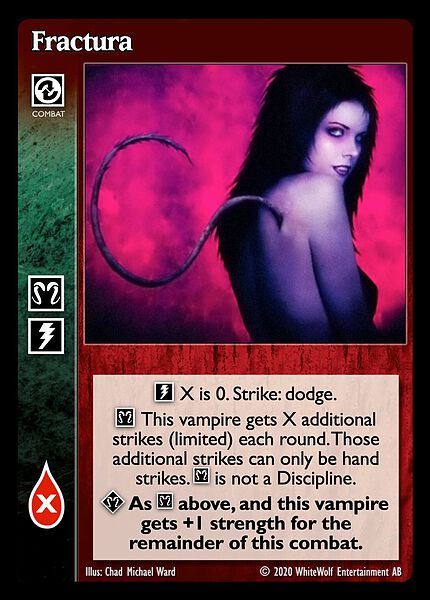 Fractura
COMBAT
X is 0. Strike: dodge.
This vampire gets X additional
strikes (limited) each round. Those
additional strikes can only be hand
strikes. is not a Discipline.
As above, and this vampire
gets +1 strength for the
remainder of this combat.
X
Illus: Chad Michael Ward © 2020 WhiteWolf Entertainment AB